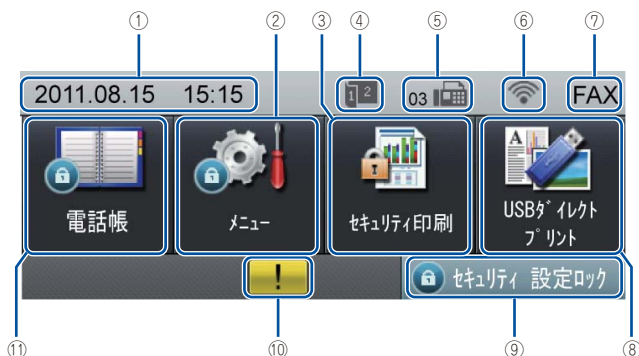 ① ② ③ ④ ⑤ ⑥ ⑦
2011.08.15 15:15 1 2 03 FAX
A
電話帳 メニュー セキュリティ印刷 USBダイレクト
プリント
! セキュリティ 設定ロック
⑪ ⑩ ⑨ ⑧